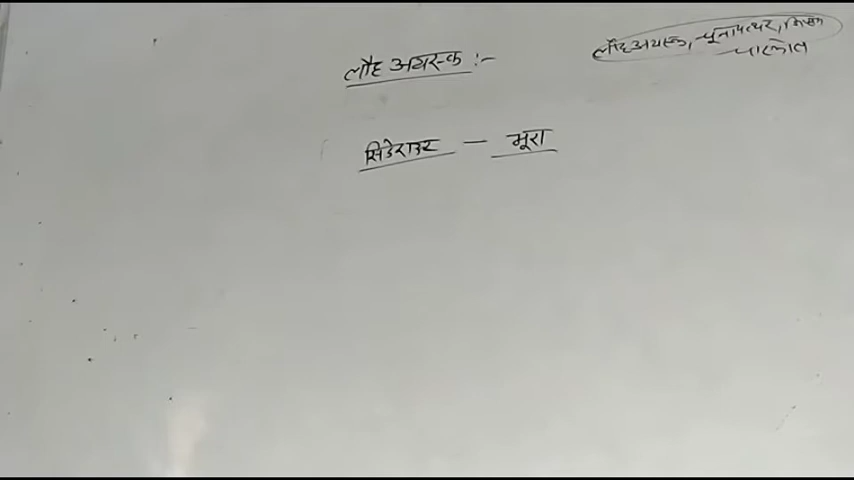 लौह अयस्क :-
लौह अयस्क, चूनापत्थर,
सिडेराइट — भूरा